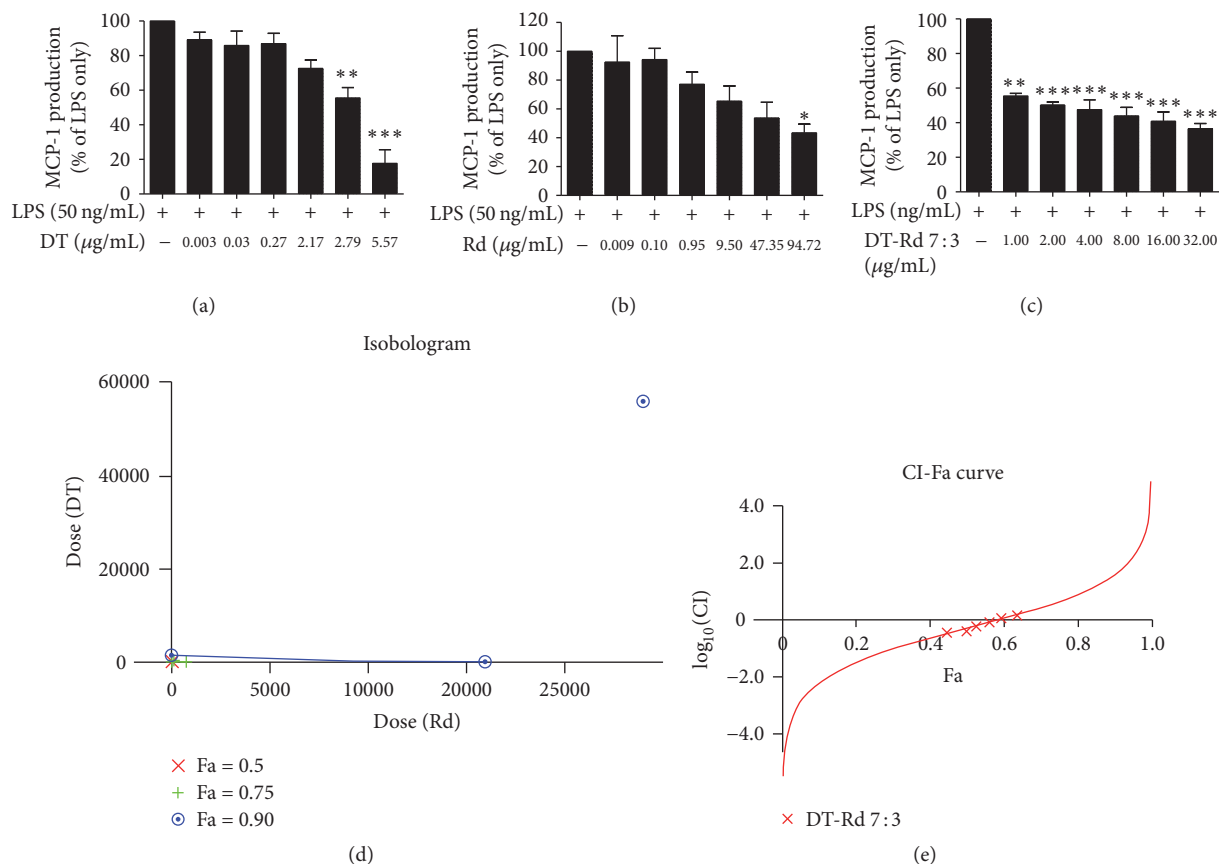 MCP-1 production
(% of LPS only)
100
80
60
40
20
0
**
***
LPS (50 ng/mL) + + + + + + +
DT (μg/mL) − 0.003 0.03 0.27 2.17 2.79 5.57
(a)
MCP-1 production
(% of LPS only)
120
100
80
60
40
20
0
*
LPS (50 ng/mL) + + + + + + +
Rd (μg/mL) − 0.009 0.10 0.95 9.50 47.35 94.72
(b)
MCP-1 production
(% of LPS only)
100
80
60
40
20
0
** *** *** *** *** ***
LPS (ng/mL) + + + + + + +
DT-Rd 7:3 − 1.00 2.00 4.00 8.00 16.00 32.00
(μg/mL)
(c)
Isobologram
Dose (DT)
60000
40000
20000
0
0 5000 10000 20000 25000
Dose (Rd)
Fa = 0.5
Fa = 0.75
Fa = 0.90
(d)
CI-Fa curve
log10(CI)
4.0
2.0
0
−2.0
−4.0
0 0.2 0.4 0.6 0.8 1.0
Fa
DT-Rd 7:3
(e)